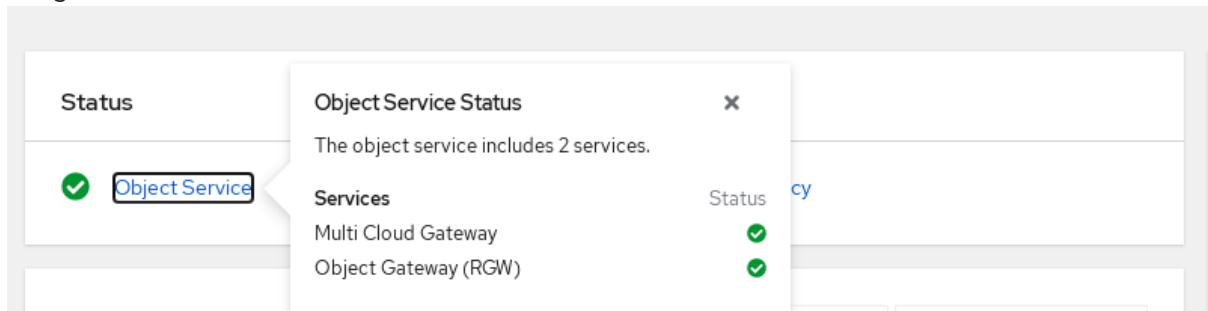 Status
Object Service Status
The object service includes 2 services.
Object Service
cy
Services Status
Multi Cloud Gateway
Object Gateway (RGW)